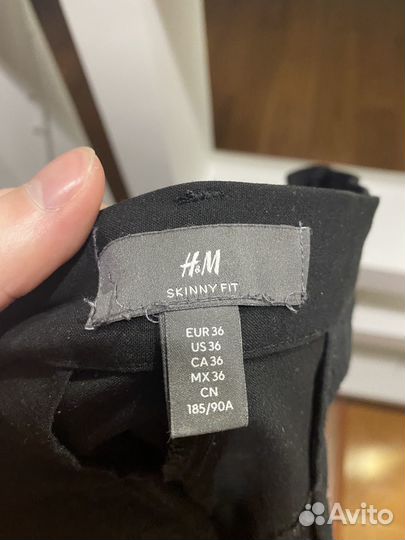 H&M
SKINNY FIT
EUR 36
US 36
CA 36
MX 36
CN
185/90A
Avito